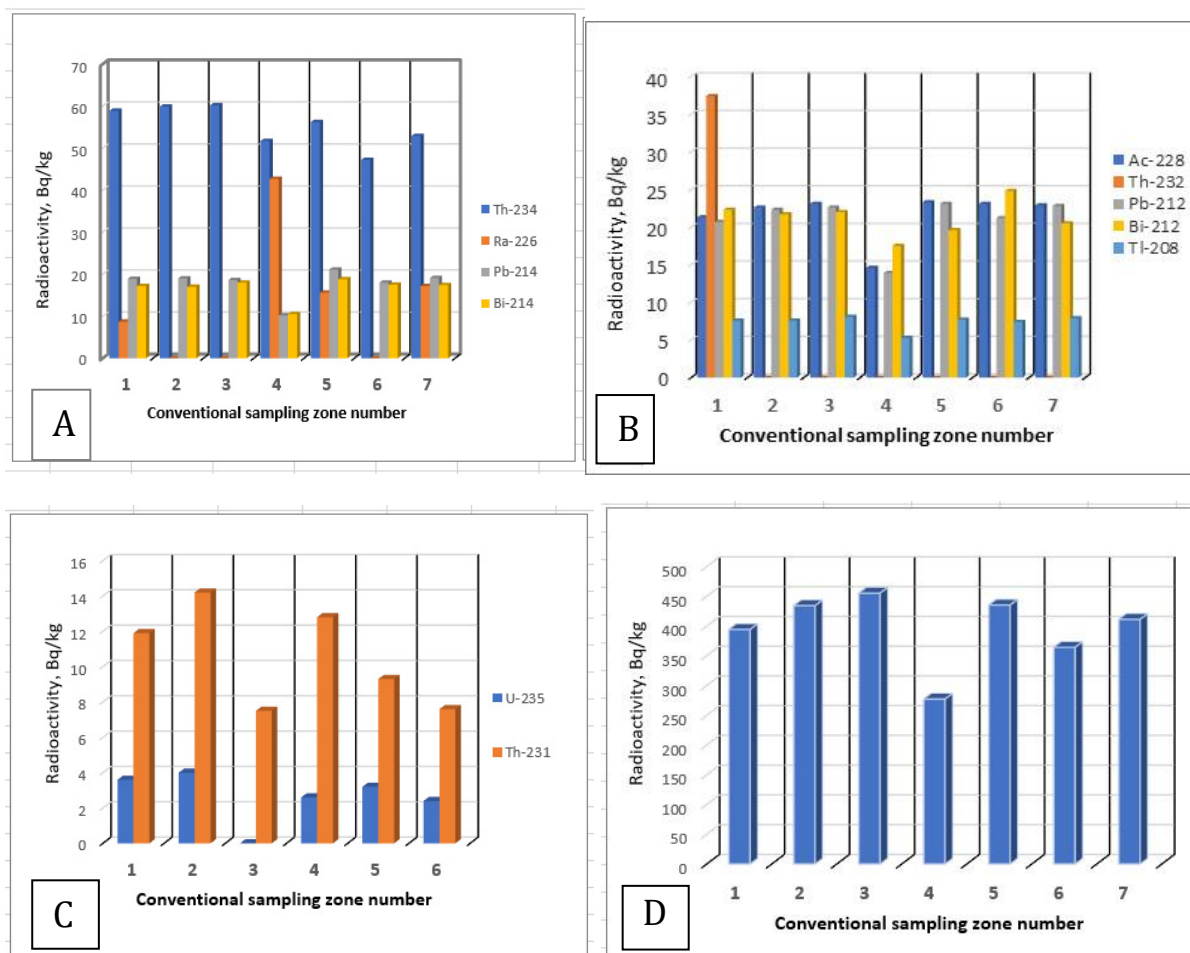 70
60
50
40
30
20
10
0
Radioactivity, Bq/kg
1 2 3 4 5 6 7
Conventional sampling zone number
Th-234
Ra-226
Pb-214
Bi-214
A
40
35
30
25
20
15
10
5
0
Radioactivity, Bq/kg
1 2 3 4 5 6 7
Conventional sampling zone number
Ac-228
Th-232
Pb-212
Bi-212
Tl-208
B
16
14
12
10
8
6
4
2
0
Radioactivity, Bq/kg
1 2 3 4 5 6
Conventional sampling zone number
U-235
Th-231
C
500
450
400
350
300
250
200
150
100
50
0
Radioactivity, Bq/kg
1 2 3 4 5 6 7
Conventional sampling zone number
D